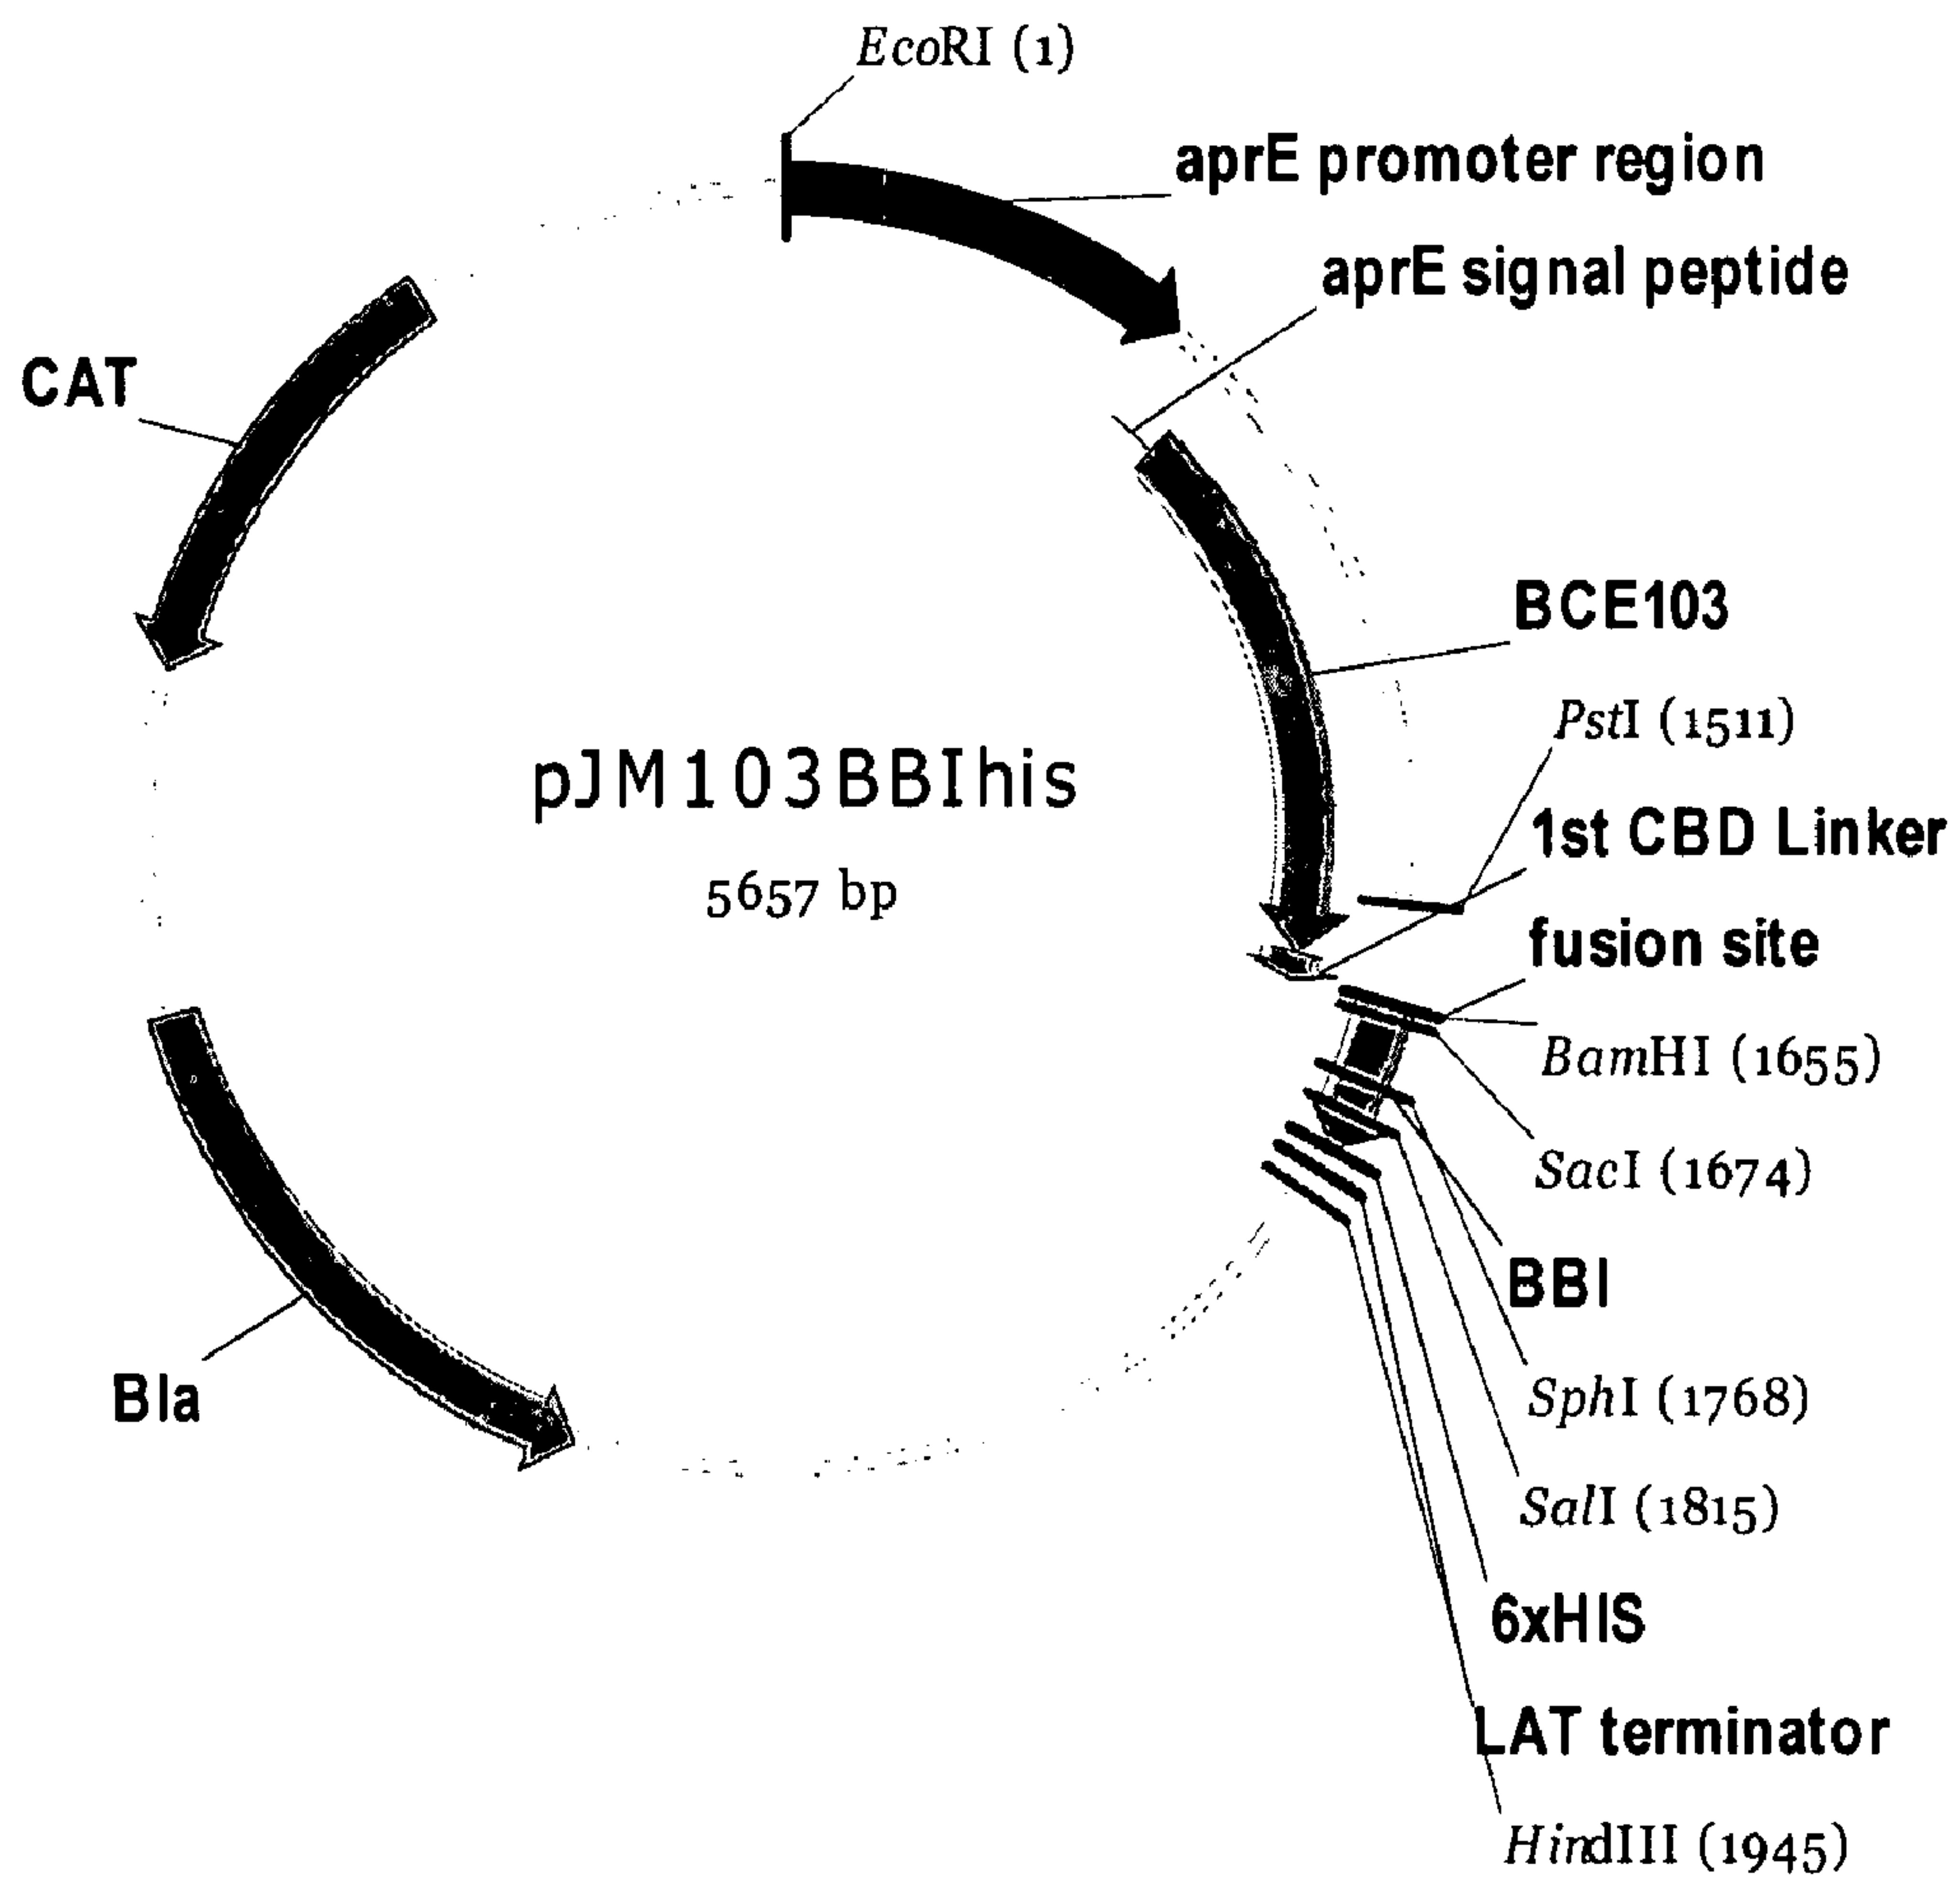 EcoRI (1)
aprE promoter region
aprE signal peptide
CAT
BCE103
PstI (1511)
pJM103BBIhis
5657 bp
1st CBD Linker
fusion site
BamHI (1655)
SacI (1674)
BBI
SphI (1768)
Bla
SalI (1815)
6xHIS
LAT terminator
HindIII (1945)